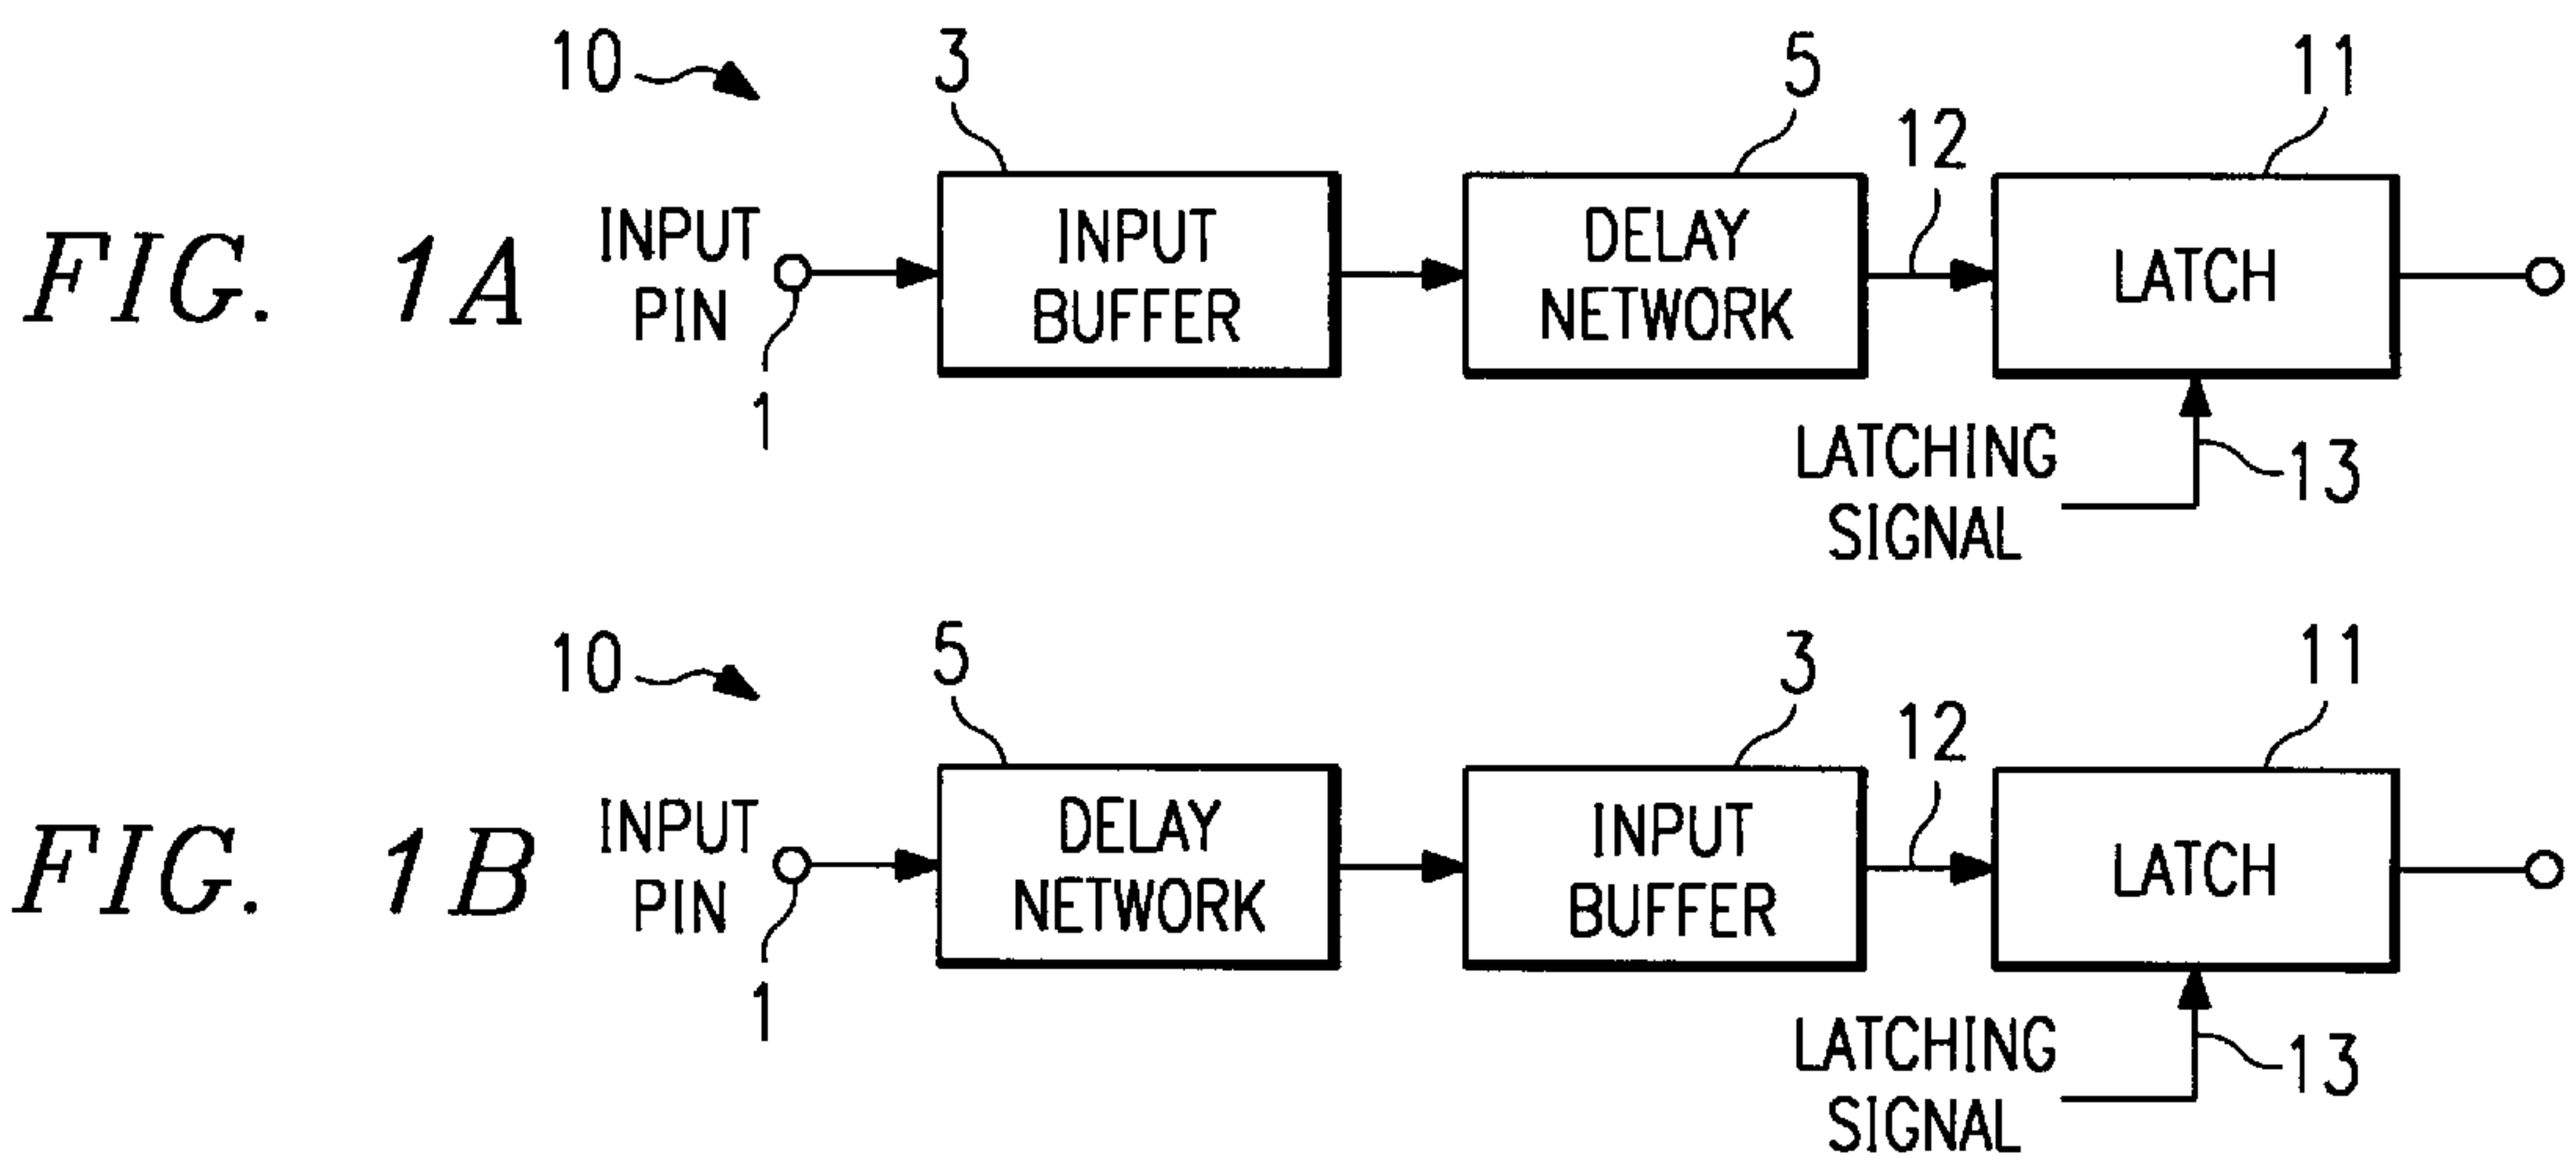 10
3
5
12
11
FIG. 1A
INPUT
PIN
1
INPUT
BUFFER
DELAY
NETWORK
LATCH
LATCHING
SIGNAL
13
10
5
3
12
11
FIG. 1B
INPUT
PIN
1
DELAY
NETWORK
INPUT
BUFFER
LATCH
LATCHING
SIGNAL
13